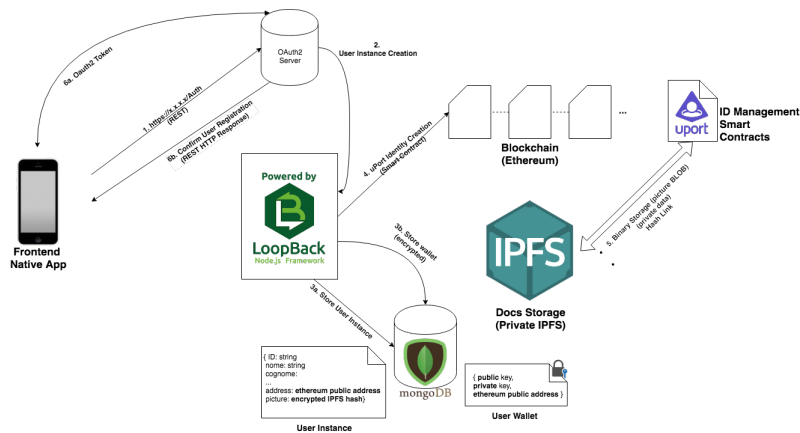 6a. Oauth2 Token
OAuth2
Server
2.
User Instance Creation
1. https://x.x.x.x/Auth
(REST)
6b. Confirm User Registration
(REST HTTP Response)
Frontend
Native App
Powered by
LoopBack
Node.js Framework
4. uPort Identity Creation
(Smart Contract)
Blockchain
(Ethereum)
...
uport
ID Management
Smart
Contracts
5. Binary Storage (picture BLOB)
(private data)
Hash Link
IPFS
Docs Storage
(Private IPFS)
3b. Store wallet
(encrypted)
3a. Store User Instance
mongoDB
{ ID: string
nome: string
cognome:
...
address: ethereum public address
picture: encrypted IPFS hash}
User Instance
{ public key,
private key,
ethereum public address }
User Wallet